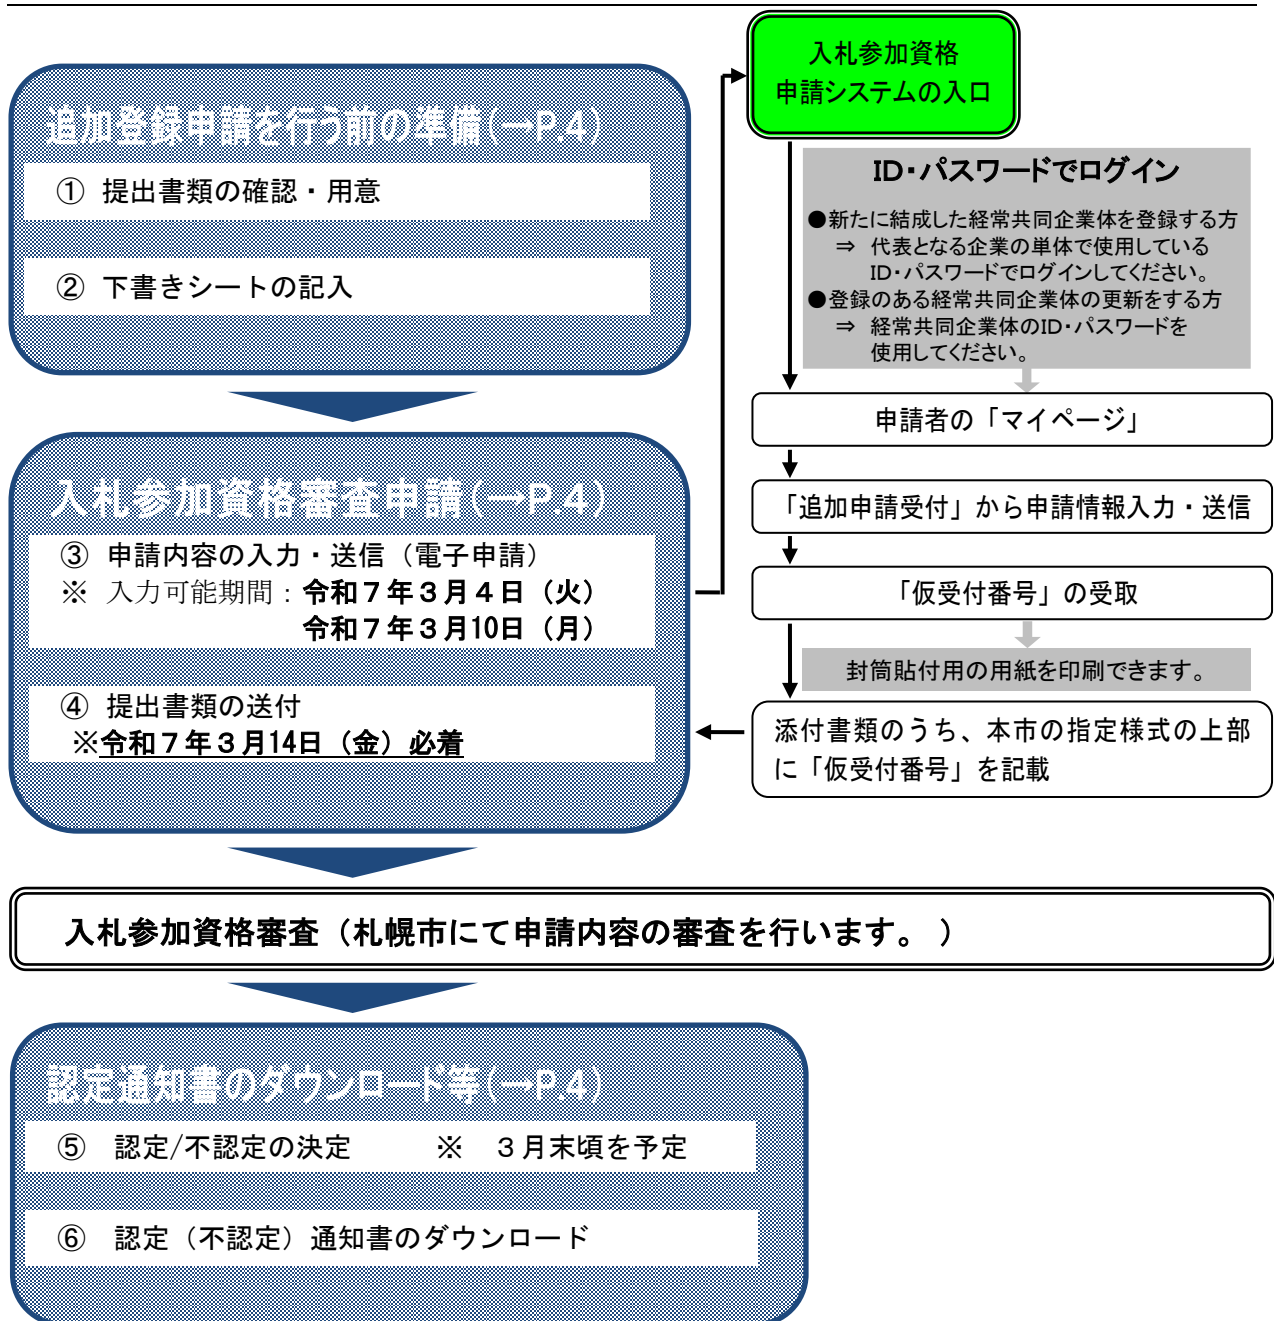 追加登録申請を行う前の準備(→P.4)
① 提出書類の確認・用意
② 下書きシートの記入
入札参加資格審査申請(→P.4)
③ 申請内容の入力・送信（電子申請）
※ 入力可能期間：令和７年３月４日（火）
令和７年３月10日（月）
④ 提出書類の送付
※令和７年３月14日（金）必着
入札参加資格
申請システムの入口
ID・パスワードでログイン
●新たに結成した経常共同企業体を登録する方
⇒ 代表となる企業の単体で使用している
ID・パスワードでログインしてください。
●登録のある経常共同企業体の更新をする方
⇒ 経常共同企業体のID・パスワードを
使用してください。
申請者の「マイページ」
「追加申請受付」から申請情報入力・送信
「仮受付番号」の受取
封筒貼付用の用紙を印刷できます。
添付書類のうち、本市の指定様式の上部
に「仮受付番号」を記載
入札参加資格審査（札幌市にて申請内容の審査を行います。）
認定通知書のダウンロード等(→P.4)
⑤ 認定/不認定の決定 ※ ３月末頃を予定
⑥ 認定（不認定）通知書のダウンロード